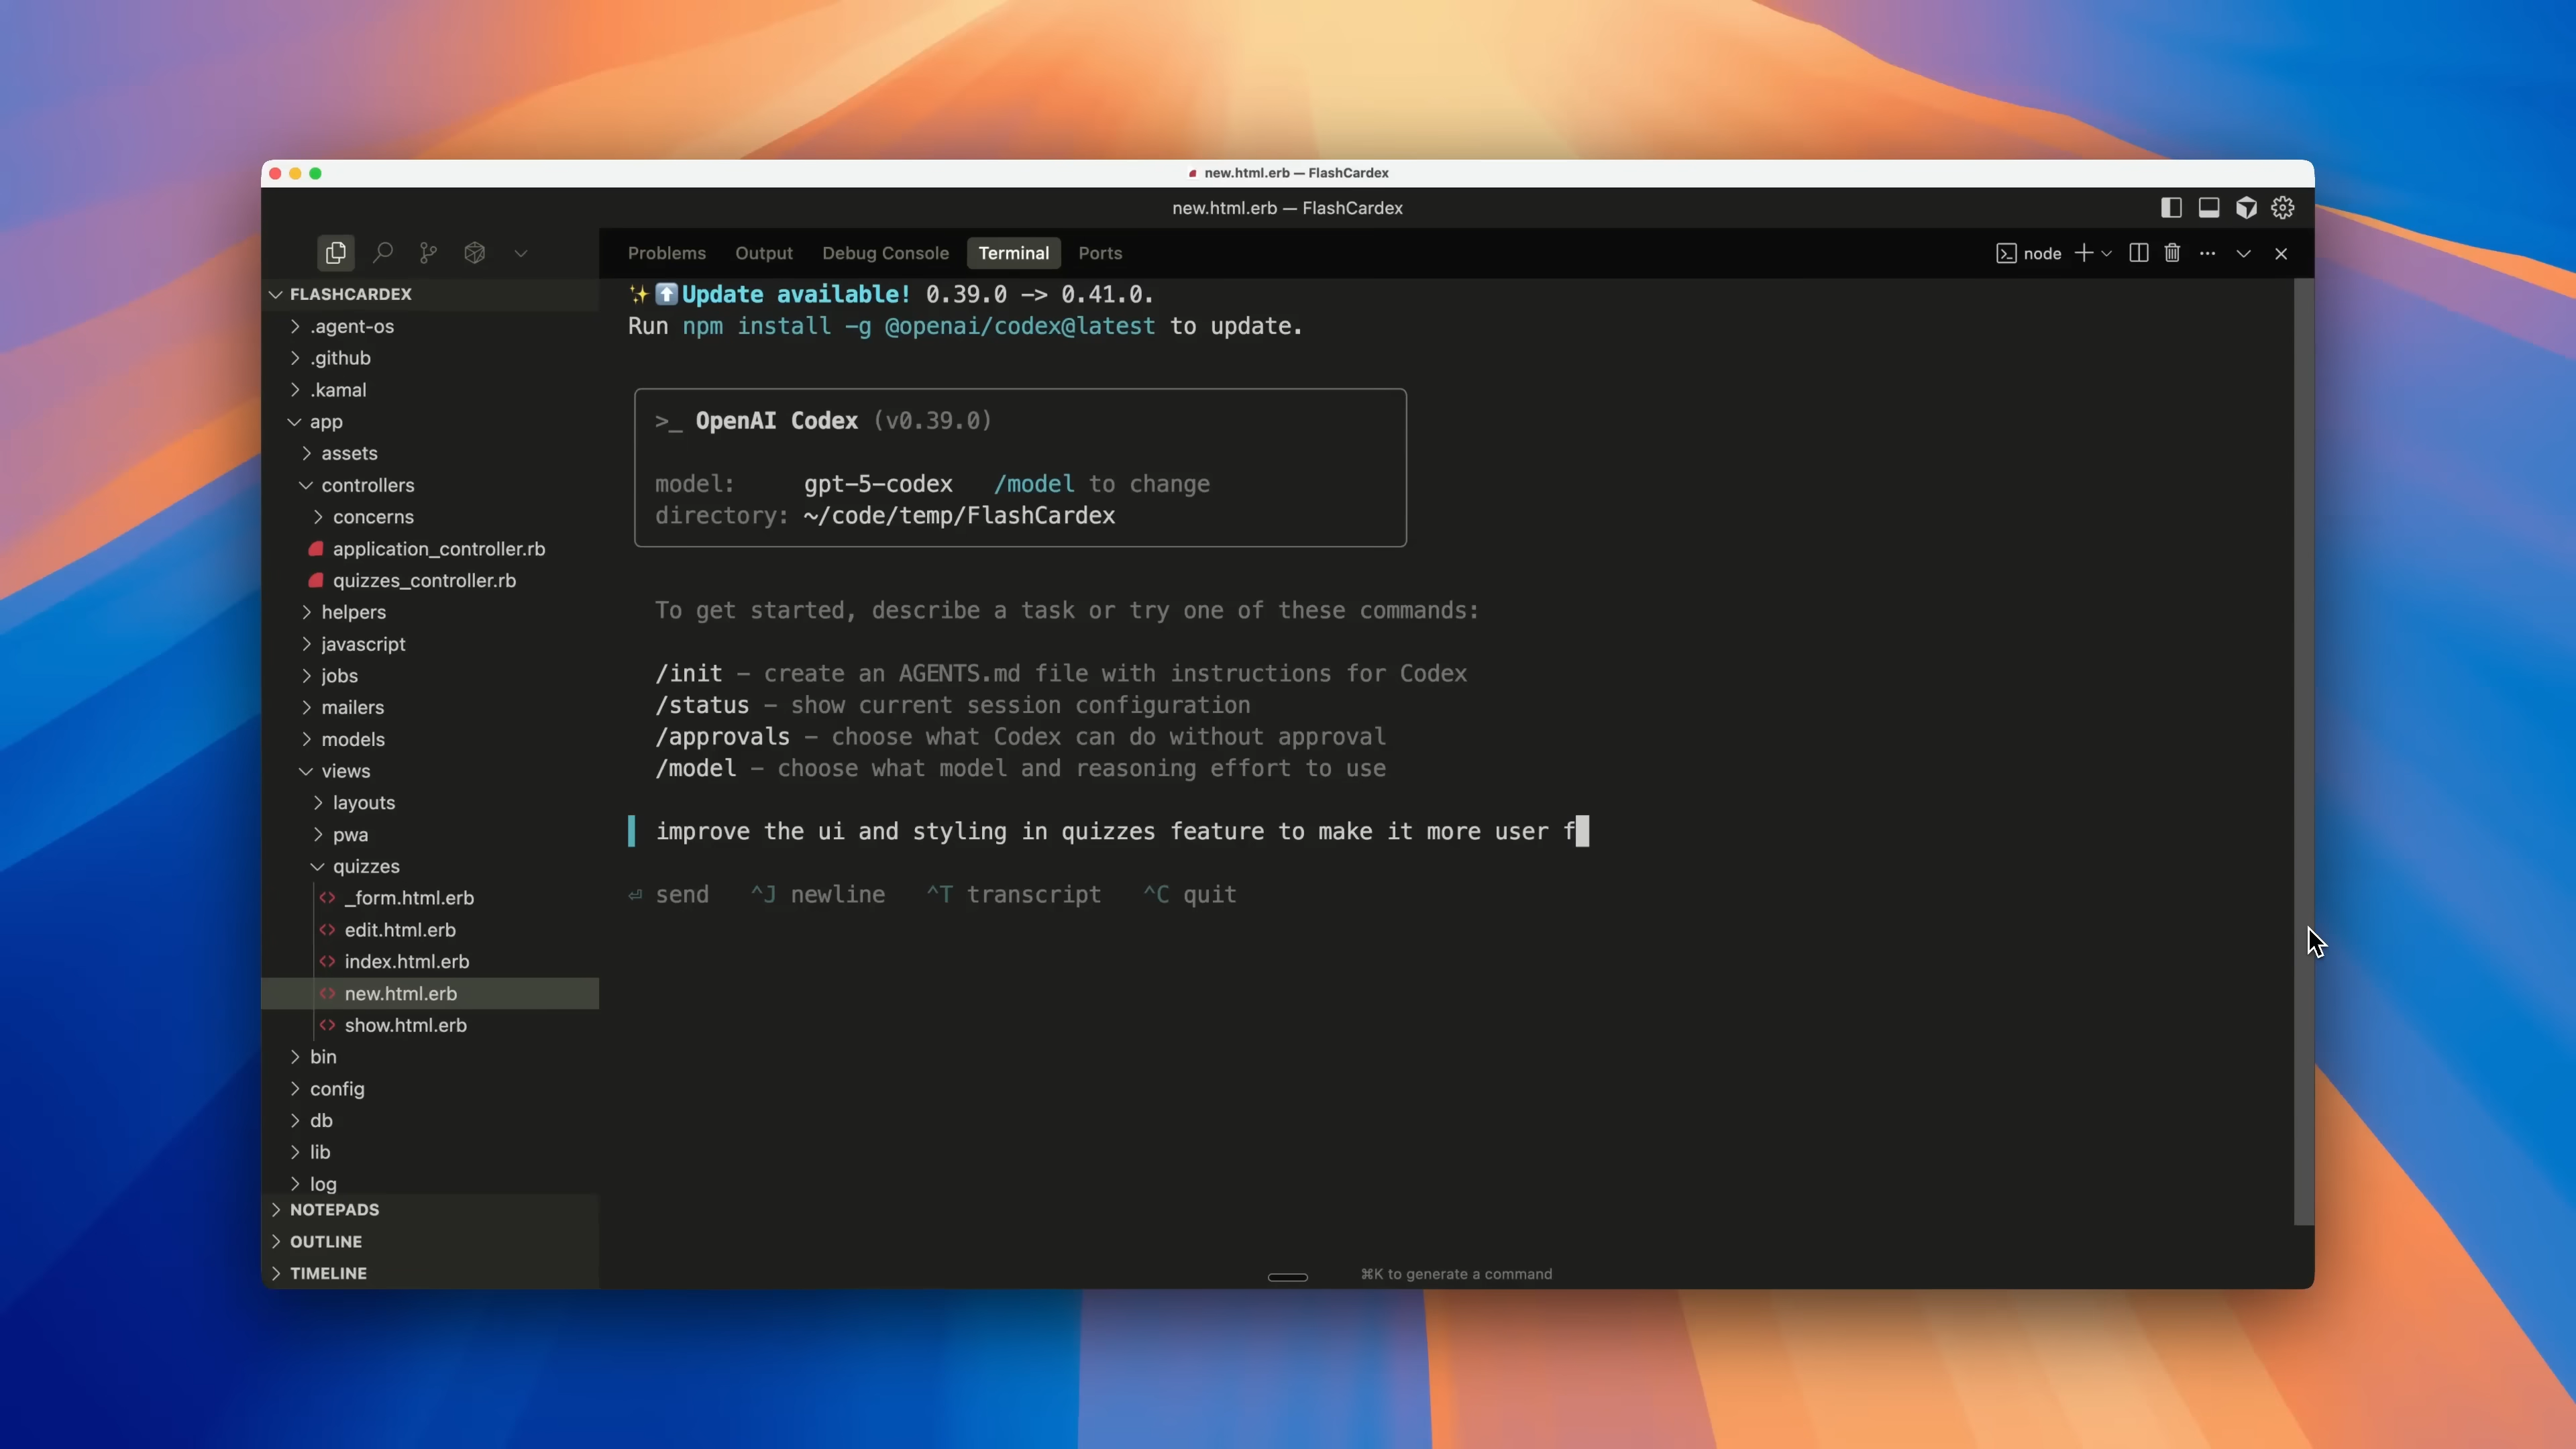 new.html.erb — FlashCardex
new.html.erb — FlashCardex
Problems Output Debug Console Terminal Ports
node
FLASHCARDEX
.agent-os
.github
.kamal
app
assets
controllers
concerns
application_controller.rb
quizzes_controller.rb
helpers
javascript
jobs
mailers
models
views
layouts
pwa
quizzes
_form.html.erb
edit.html.erb
index.html.erb
new.html.erb
show.html.erb
bin
config
db
lib
log
NOTEPADS
OUTLINE
TIMELINE
✨⬆️Update available! 0.39.0 -> 0.41.0.
Run npm install -g @openai/codex@latest to update.
>_ OpenAI Codex (v0.39.0)
model: gpt-5-codex /model to change
directory: ~/code/temp/FlashCardex
To get started, describe a task or try one of these commands:
/init - create an AGENTS.md file with instructions for Codex
/status - show current session configuration
/approvals - choose what Codex can do without approval
/model - choose what model and reasoning effort to use
improve the ui and styling in quizzes feature to make it more user f
⏎ send ^J newline ^T transcript ^C quit
⌘K to generate a command